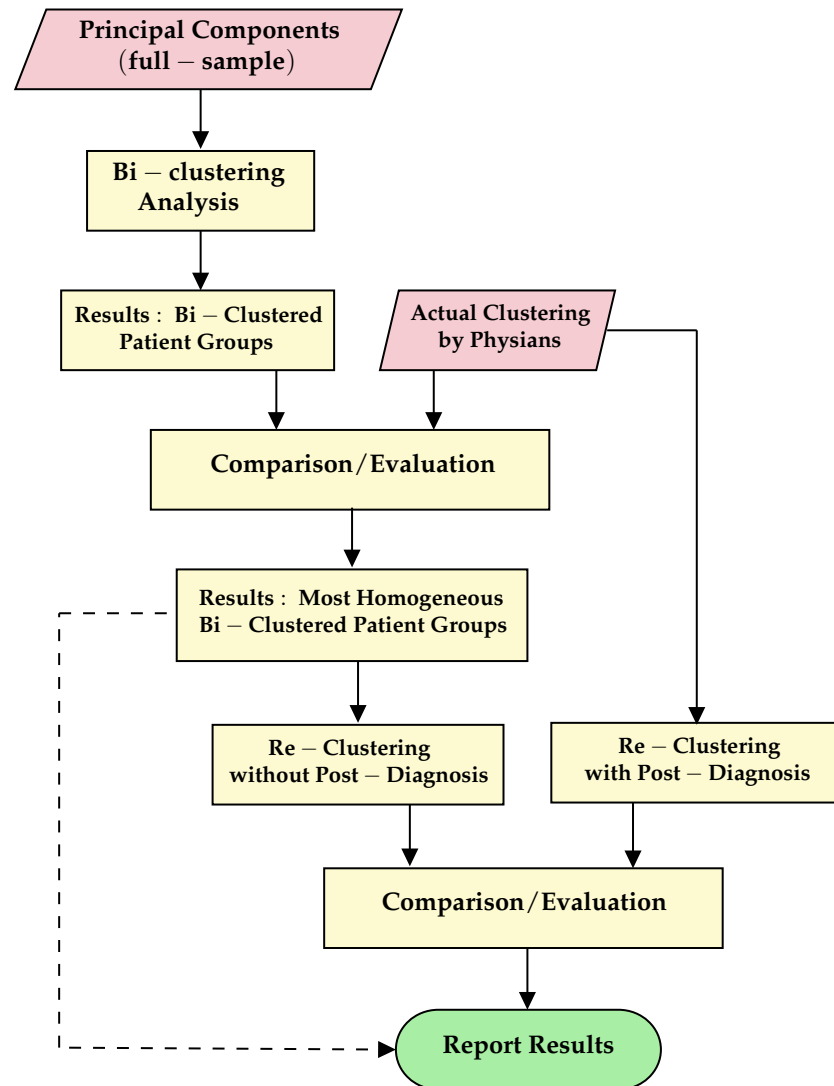 Principal Components
(full − sample)
Bi − clustering
Analysis
Results : Bi − Clustered
Patient Groups
Actual Clustering
by Physians
Comparison/Evaluation
Results : Most Homogeneous
Bi − Clustered Patient Groups
Re − Clustering
without Post − Diagnosis
Re − Clustering
with Post − Diagnosis
Comparison/Evaluation
Report Results